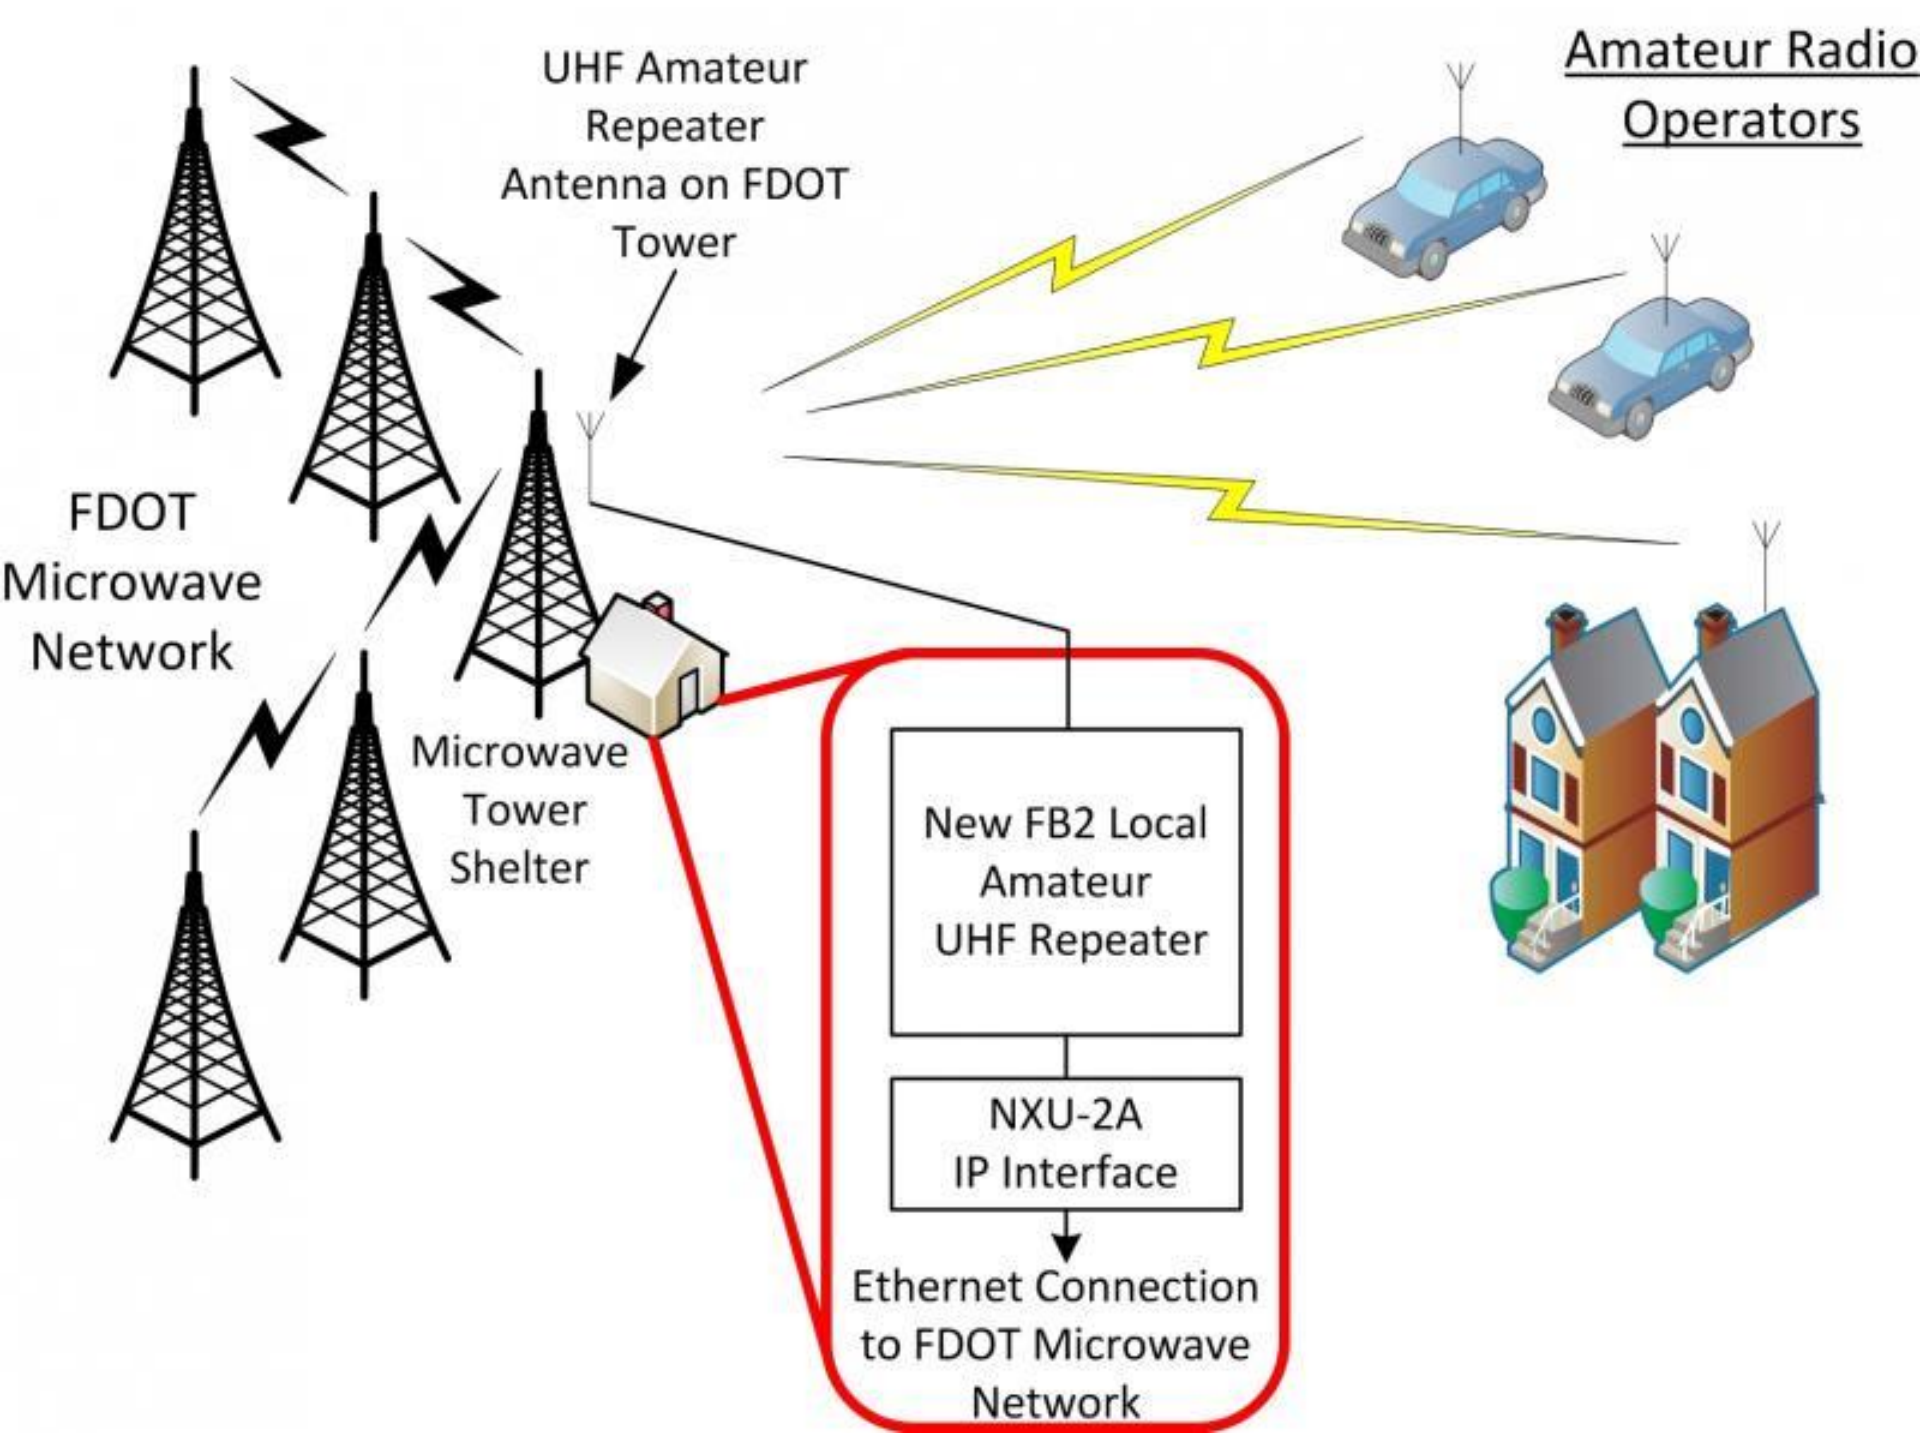 UHF Amateur
Repeater
Antenna on FDOT
Tower
Amateur Radio
Operators
FDOT
Microwave
Network
Microwave
Tower
Shelter
New FB2 Local
Amateur
UHF Repeater
NXU-2A
IP Interface
Ethernet Connection
to FDOT Microwave
Network